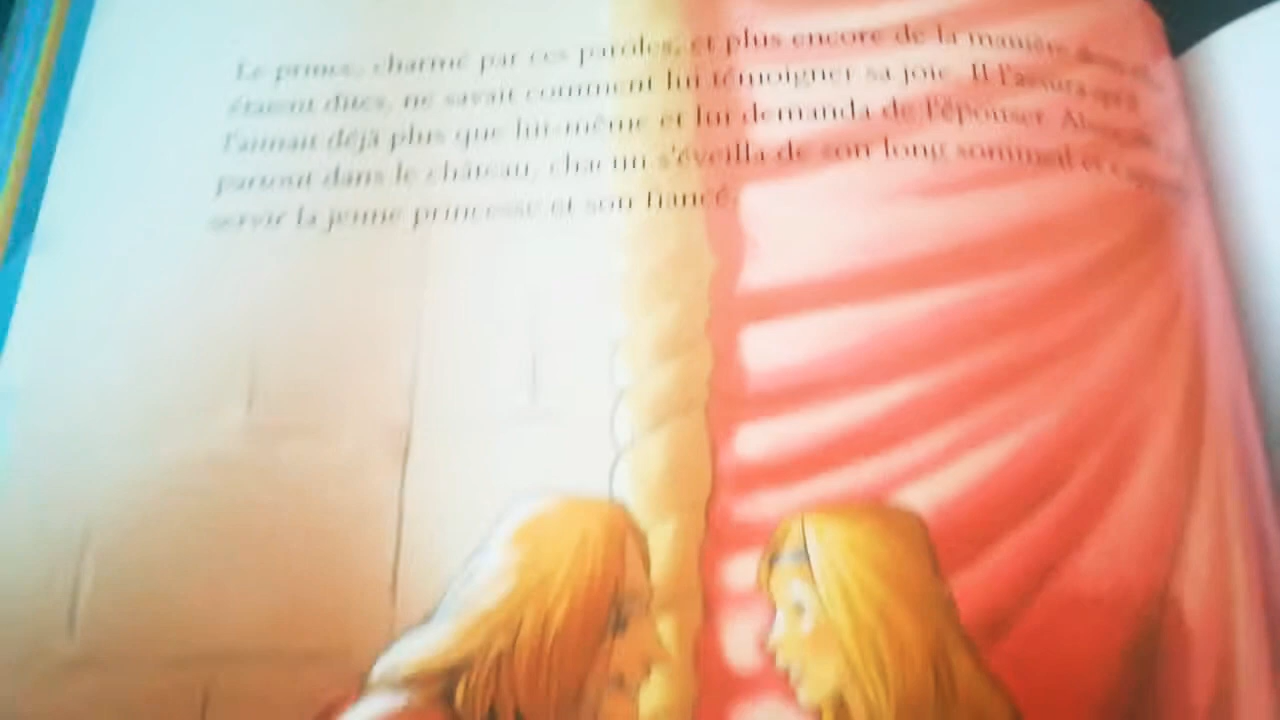 Le prince, charmé par ces paroles, et plus encore de la manière dont elles
étaient dites, ne savait comment lui témoigner sa joie. Il l'assura qu'il
l'aimait déjà plus que lui-même et lui demanda de l'épouser. Alors,
partout dans le château, chacun s'éveilla de son long sommeil et
servir la jeune princesse et son fiancé.